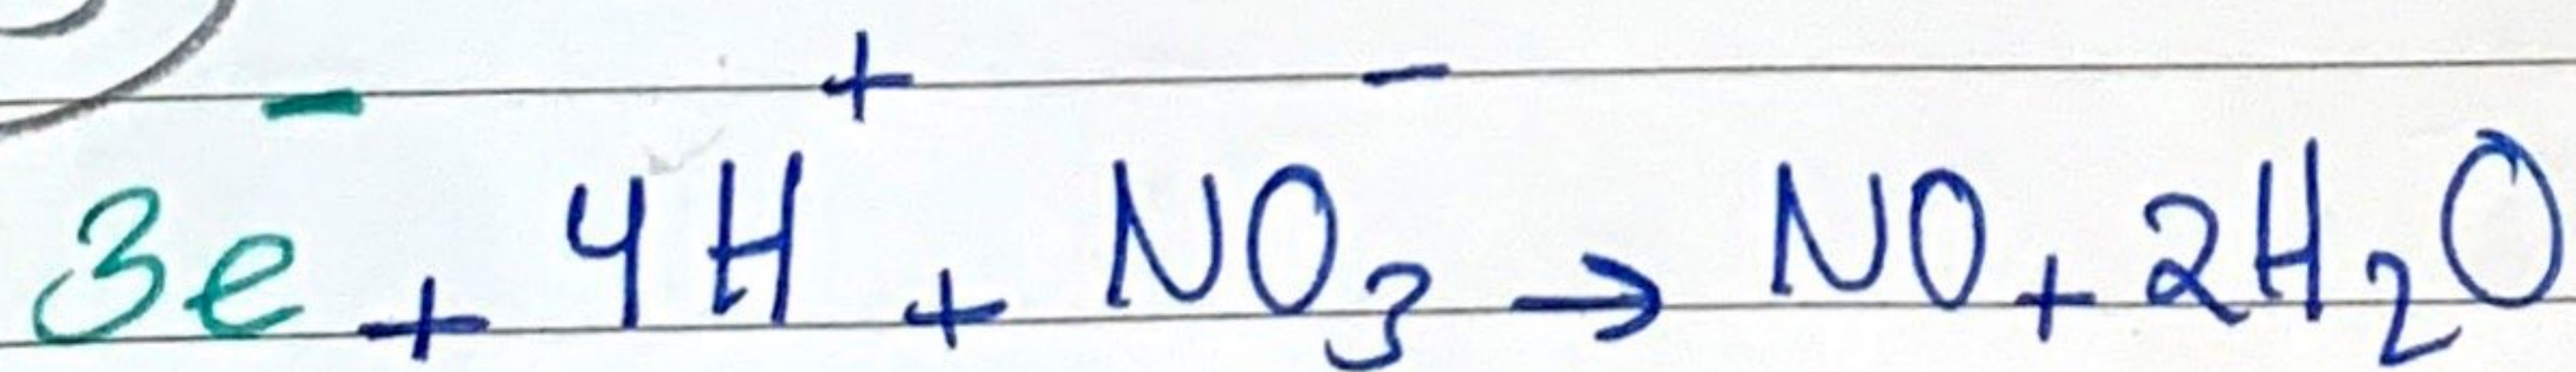 3e⁻ + 4H⁺ + NO₃⁻ → NO + 2H₂O